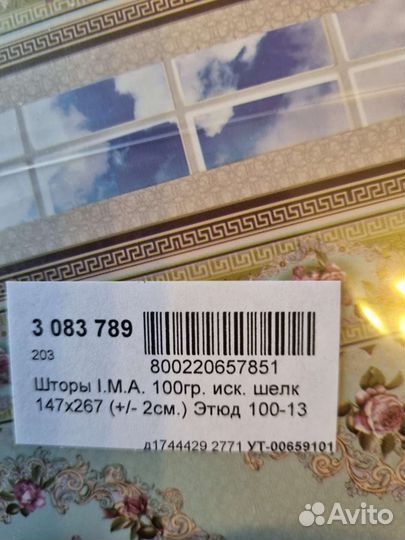 3 083 789
203
800220657851
Шторы I.M.A. 100гр. иск. шелк
147x267 (+/- 2см.) Этюд 100-13
д1744429 2771 УТ-00659101
Avito